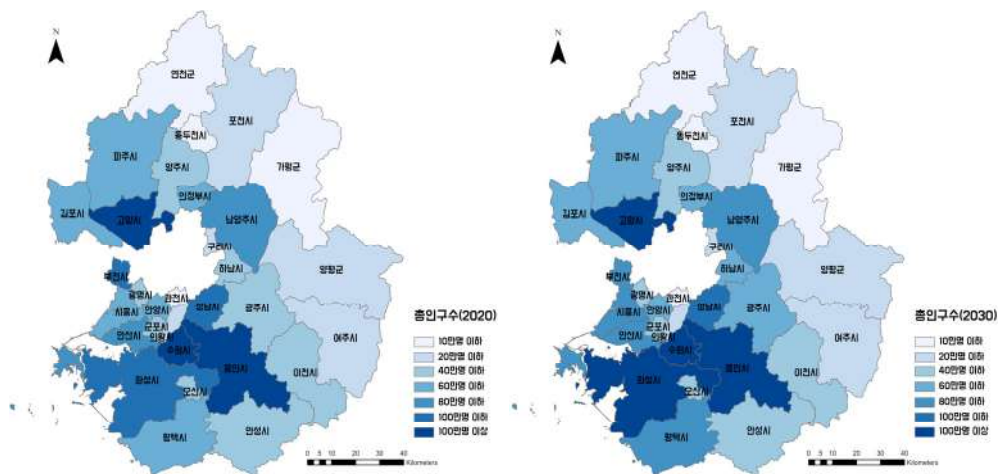 N
연천군
포천시
동두천시
가평군
파주시
양주시
의정부시
김포시
고양시
남양주시
구리시
하남시
양평군
부천시
광명시
과천시
시흥시
안양시
성남시
광주시
군포시
의왕시
안산시
수원시
여주시
화성시
용인시
이천시
오산시
평택시
안성시
총인구수(2020)
10만명 이하
20만명 이하
40만명 이하
60만명 이하
80만명 이하
100만명 이하
100만명 이상
0 5 10 20 30 40
Kilometers
N
연천군
포천시
동두천시
가평군
파주시
양주시
의정부시
김포시
고양시
남양주시
구리시
하남시
양평군
부천시
광명시
과천시
시흥시
안양시
성남시
광주시
군포시
의왕시
안산시
수원시
여주시
화성시
용인시
이천시
오산시
평택시
안성시
총인구수(2030)
10만명 이하
20만명 이하
40만명 이하
60만명 이하
80만명 이하
100만명 이하
100만명 이상
0 5 10 20 30 40
Kilometers